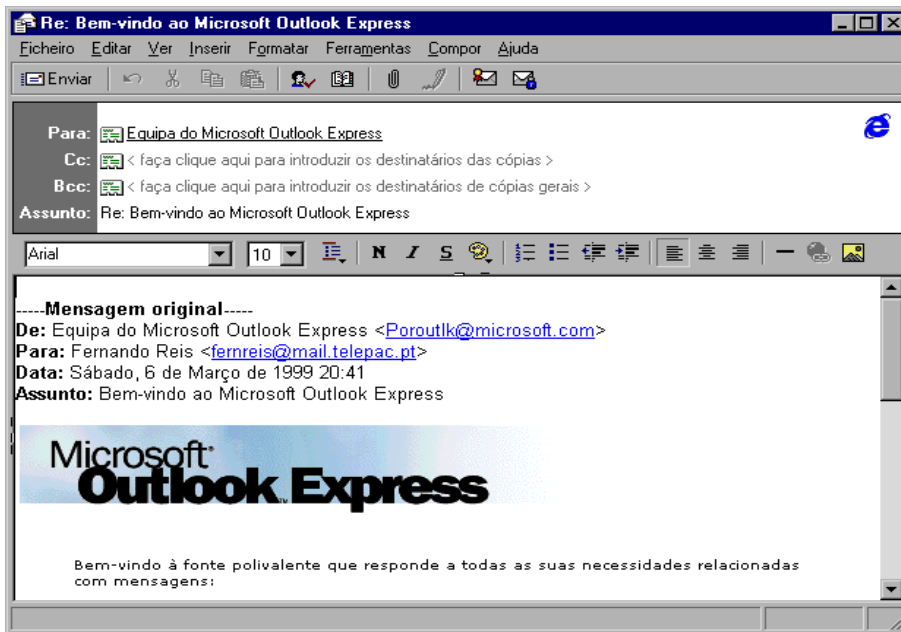 Re: Bem-vindo ao Microsoft Outlook Express
Ficheiro Editar Ver Inserir Formatar Ferramentas Compor Ajuda
Enviar
Para: Equipa do Microsoft Outlook Express
Cc: < faça clique aqui para introduzir os destinatários das cópias >
Bcc: < faça clique aqui para introduzir os destinatários de cópias gerais >
Assunto: Re: Bem-vindo ao Microsoft Outlook Express
Arial 10 N I S
-----Mensagem original-----
De: Equipa do Microsoft Outlook Express <Poroutlk@microsoft.com>
Para: Fernando Reis <fernreis@mail.telepac.pt>
Data: Sábado, 6 de Março de 1999 20:41
Assunto: Bem-vindo ao Microsoft Outlook Express
Microsoft
Outlook Express
Bem-vindo à fonte polivalente que responde a todas as suas necessidades relacionadas
com mensagens: